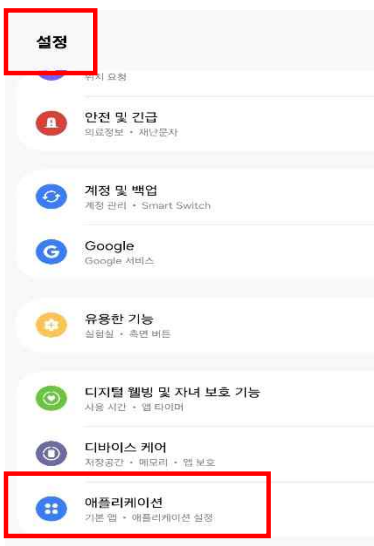 설정
위치 요청
안전 및 긴급
의료정보 • 재난문자
계정 및 백업
계정 관리 • Smart Switch
Google
Google 서비스
유용한 기능
실험실 • 측면 버튼
디지털 웰빙 및 자녀 보호 기능
사용 시간 • 앱 타이머
디바이스 케어
저장공간 • 메모리 • 앱 보호
애플리케이션
기본 앱 • 애플리케이션 설정